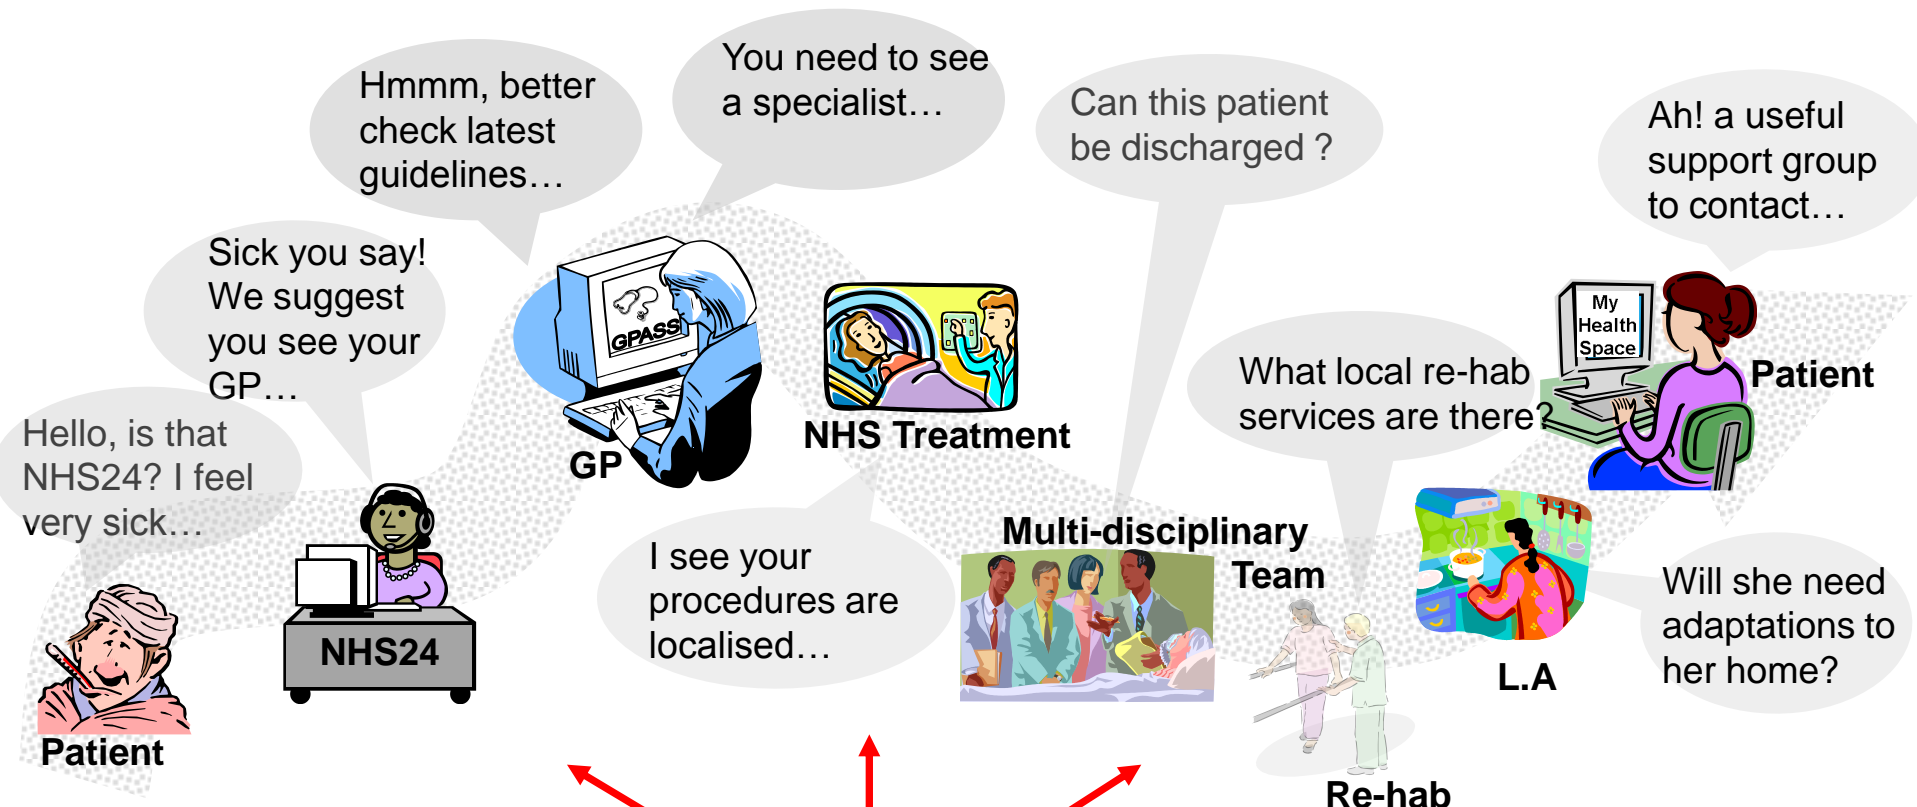 Hello, is that
NHS24? I feel
very sick…
Patient
Sick you say!
We suggest
you see your
GP…
NHS24
Hmmm, better
check latest
guidelines…
You need to see
a specialist…
GPASS
GP
NHS Treatment
I see your
procedures are
localised…
Can this patient
be discharged ?
Multi-disciplinary
Team
What local re-hab
services are there?
Re-hab
L.A
Will she need
adaptations to
her home?
Ah! a useful
support group
to contact…
My
Health
Space
Patient